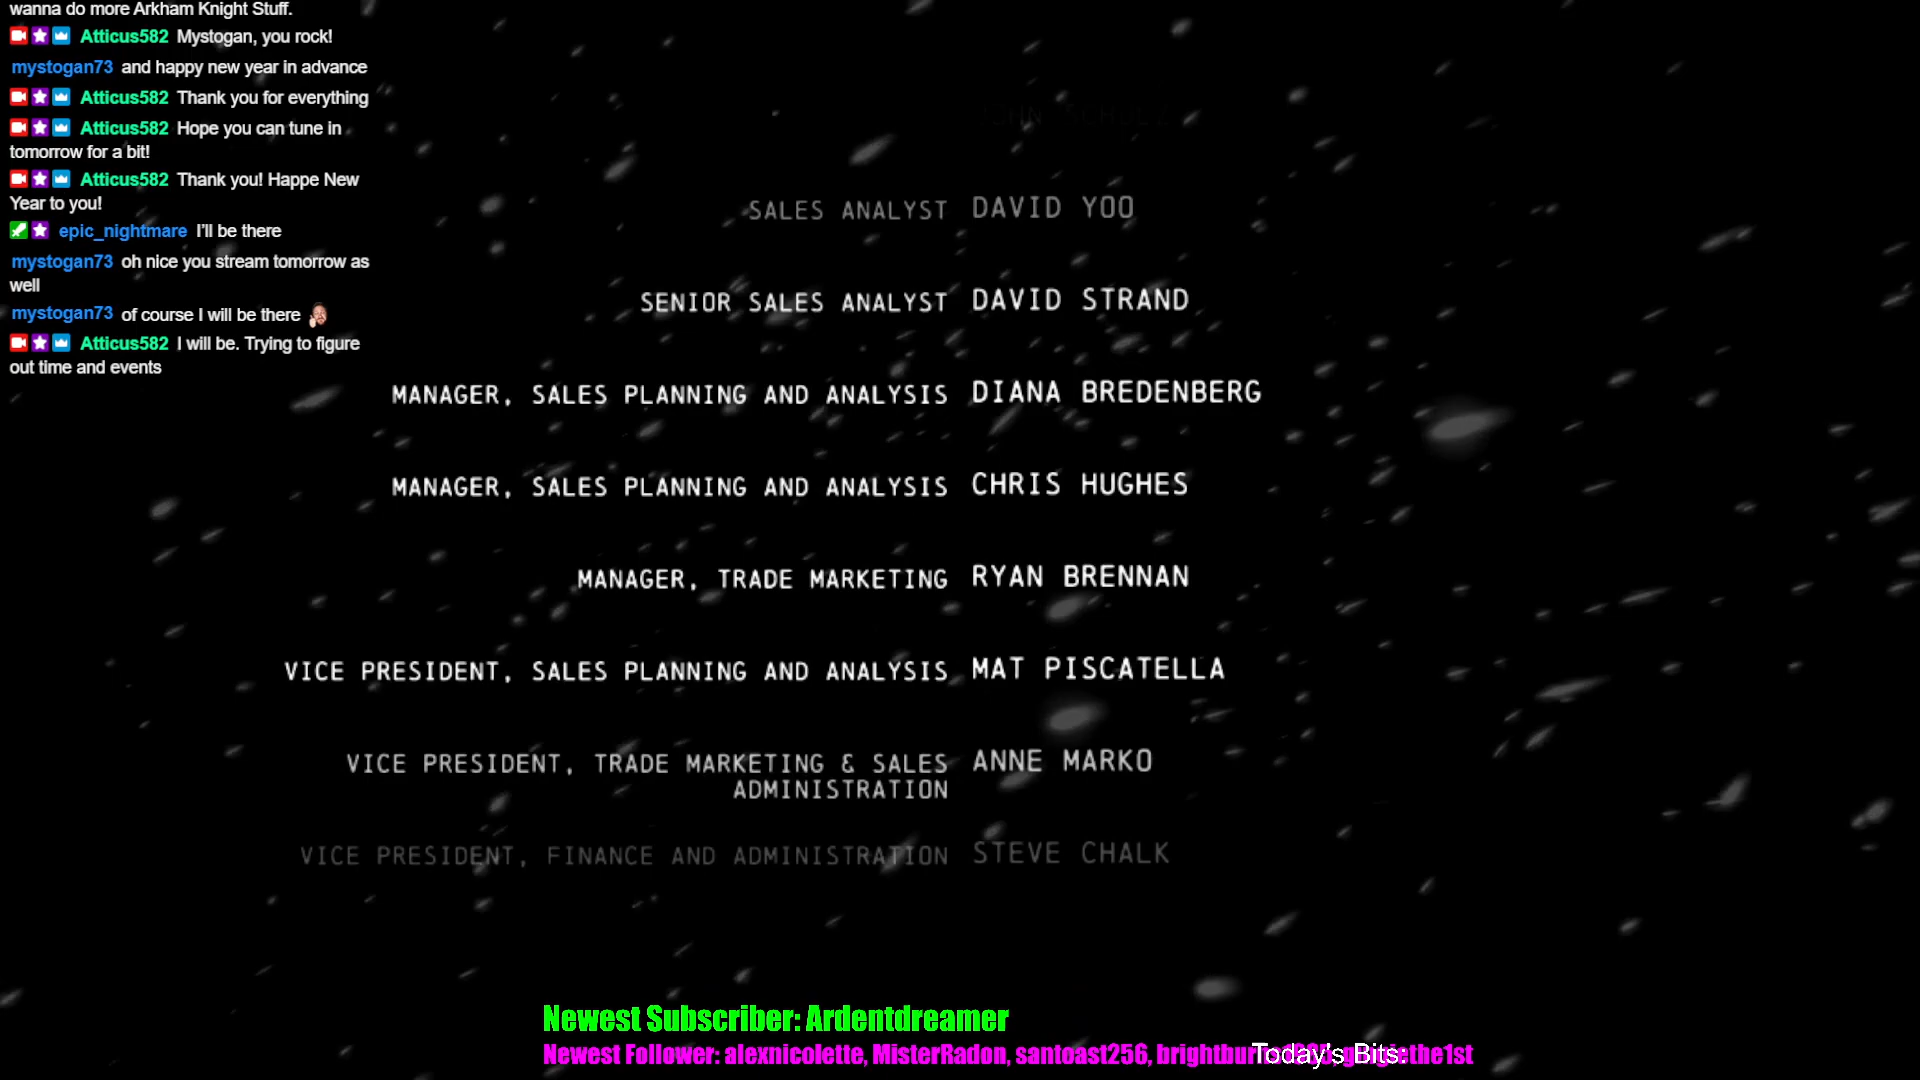 wanna do more Arkham Knight Stuff.
Atticus582 Mystogan, you rock!
mystogan73 and happy new year in advance
Atticus582 Thank you for everything
Atticus582 Hope you can tune in
tomorrow for a bit!
Atticus582 Thank you! Happe New
Year to you!
epic_nightmare I'll be there
mystogan73 oh nice you stream tomorrow as
well
mystogan73 of course I will be there
Atticus582 I will be. Trying to figure
out time and events
SALES ANALYST DAVID YOO
SENIOR SALES ANALYST DAVID STRAND
MANAGER, SALES PLANNING AND ANALYSIS DIANA BREDENBERG
MANAGER, SALES PLANNING AND ANALYSIS CHRIS HUGHES
MANAGER, TRADE MARKETING RYAN BRENNAN
VICE PRESIDENT, SALES PLANNING AND ANALYSIS MAT PISCATELLA
VICE PRESIDENT, TRADE MARKETING & SALES ANNE MARKO
ADMINISTRATION
VICE PRESIDENT, FINANCE AND ADMINISTRATION STEVE CHALK
Newest Subscriber: Ardentdreamer
Newest Follower: alexnicolette, MisterRadon, santoast256,
Today's Bits: